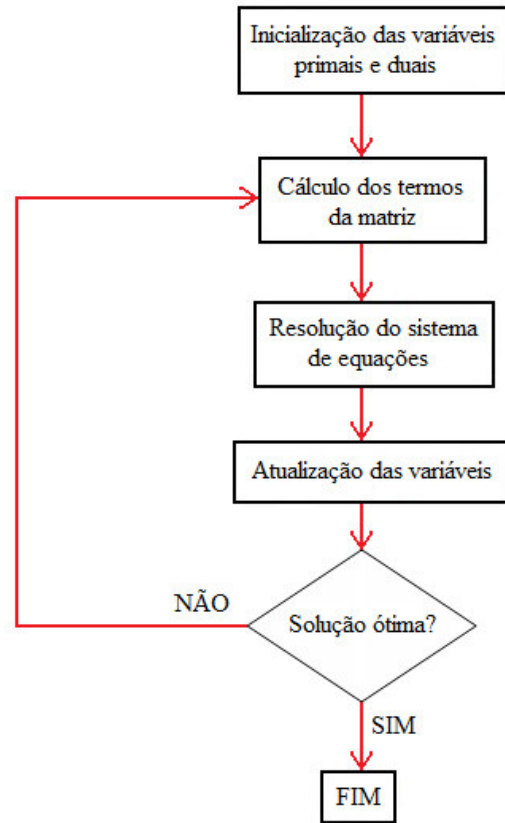 Inicialização das variáveis
primais e duais
Cálculo dos termos
da matriz
Resolução do sistema
de equações
Atualização das variáveis
NÃO
Solução ótima?
SIM
FIM